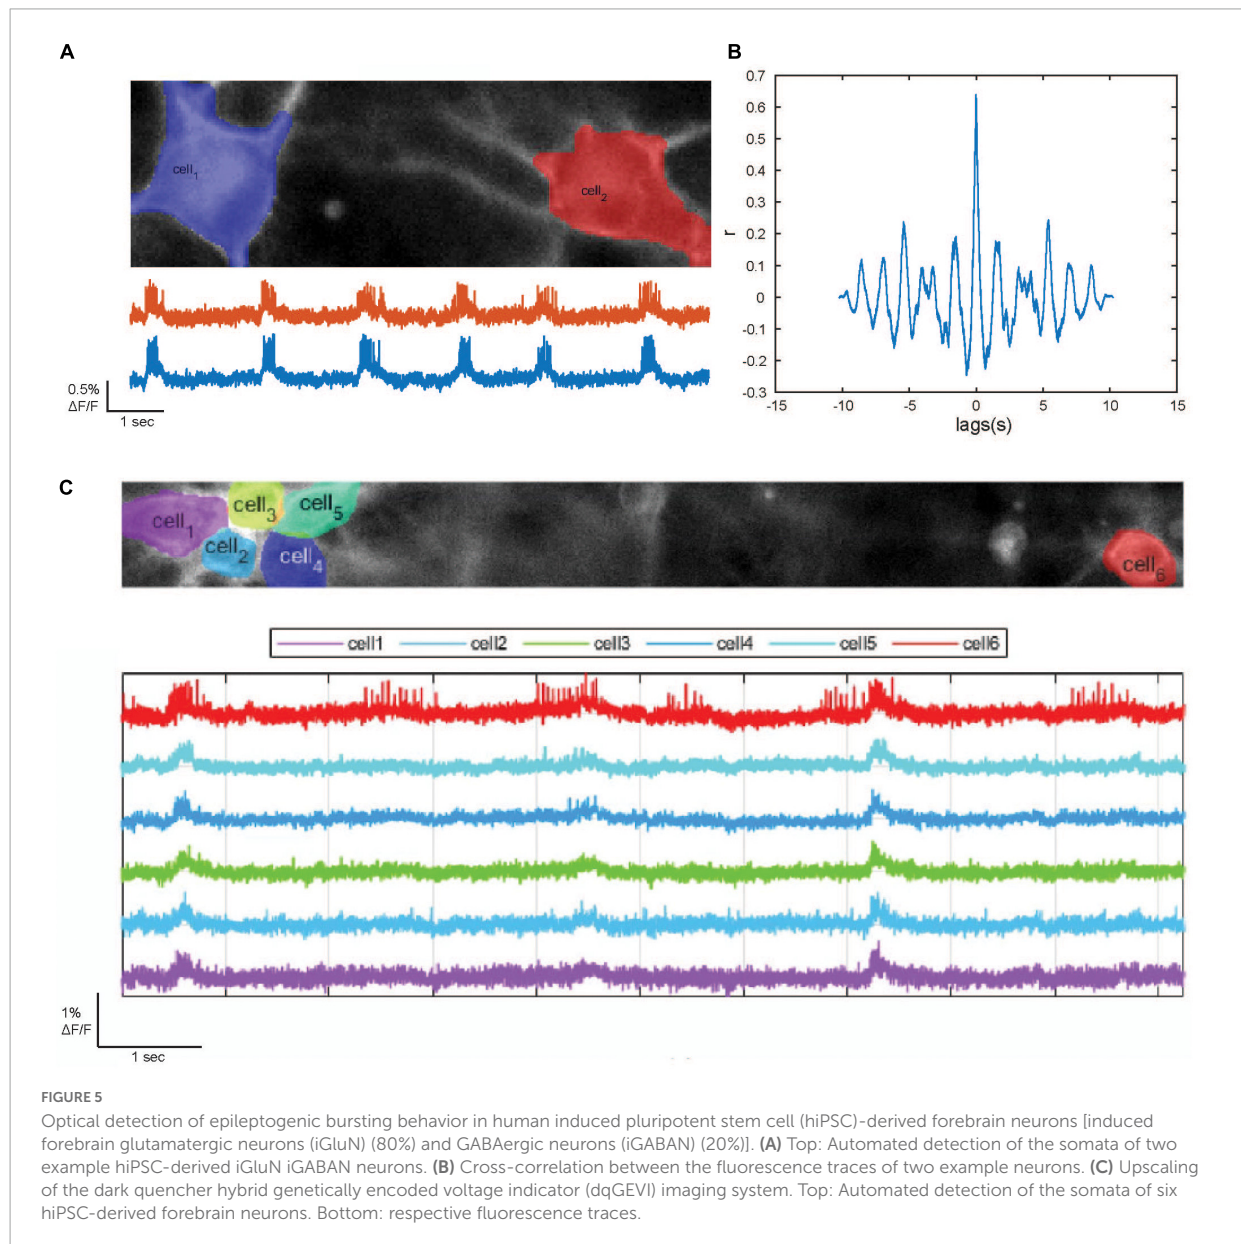 A
cell1
cell2
0.5%
ΔF/F
1 sec
B
0.7
0.6
0.5
0.4
0.3
0.2
0.1
0
-0.1
-0.2
-0.3
r
-15
-10
-5
0
5
10
15
lags(s)
C
cell1
cell2
cell3
cell4
cell5
cell6
cell1 cell2 cell3 cell4 cell5 cell6
1%
ΔF/F
1 sec
FIGURE 5
Optical detection of epileptogenic bursting behavior in human induced pluripotent stem cell (hiPSC)-derived forebrain neurons [induced
forebrain glutamatergic neurons (iGluN) (80%) and GABAergic neurons (iGABAN) (20%)]. (A) Top: Automated detection of the somata of two
example hiPSC-derived iGluN iGABAN neurons. (B) Cross-correlation between the fluorescence traces of two example neurons. (C) Upscaling
of the dark quencher hybrid genetically encoded voltage indicator (dqGEVI) imaging system. Top: Automated detection of the somata of six
hiPSC-derived forebrain neurons. Bottom: respective fluorescence traces.